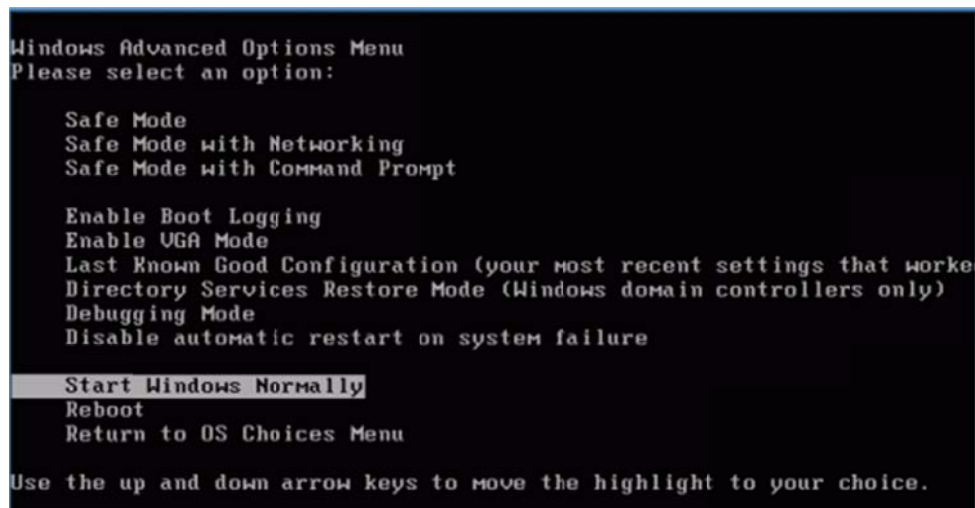 Windows Advanced Options Menu
Please select an option:
Safe Mode
Safe Mode with Networking
Safe Mode with Command Prompt
Enable Boot Logging
Enable VGA Mode
Last Known Good Configuration (your most recent settings that worke
Directory Services Restore Mode (Windows domain controllers only)
Debugging Mode
Disable automatic restart on system failure
Start Windows Normally
Reboot
Return to OS Choices Menu
Use the up and down arrow keys to move the highlight to your choice.